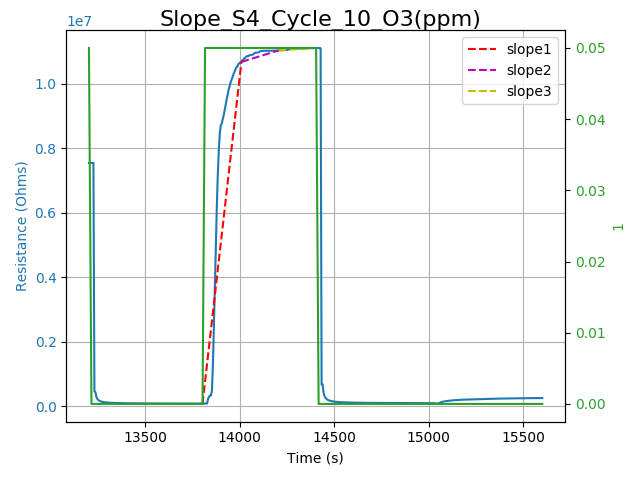 Slope_S4_Cycle_10_O3(ppm)
1e7
slope1
slope2
slope3
1.0
0.8
0.6
0.4
0.2
0.0
Resistance (Ohms)
0.05
0.04
0.03
0.02
0.01
0.00
1
13500 14000 14500 15000 15500
Time (s)